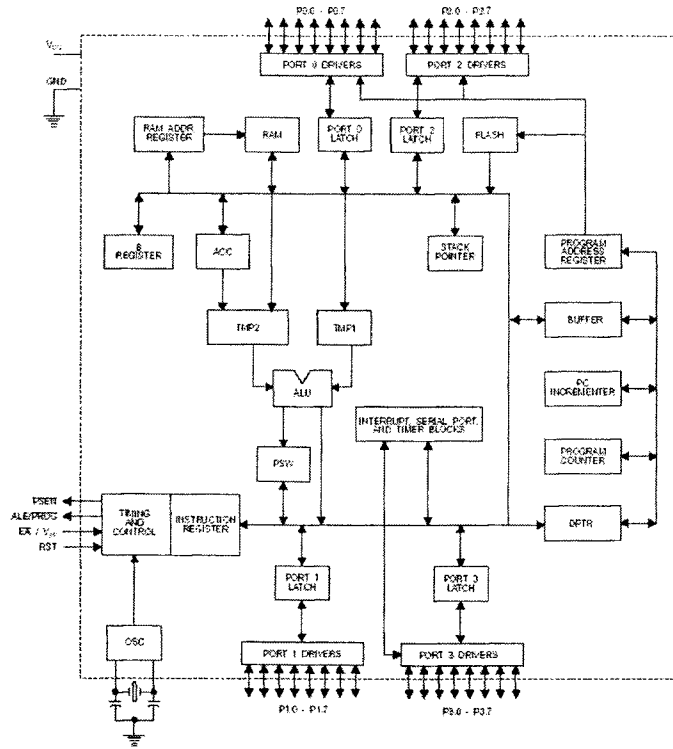 P0.0 - P0.7
P2.0 - P2.7
VCC
GND
PORT 0 DRIVERS
PORT 2 DRIVERS
RAM ADDR.
REGISTER
RAM
PORT 0
LATCH
PORT 2
LATCH
FLASH
B
REGISTER
ACC
STACK
POINTER
PROGRAM
ADDRESS
REGISTER
TMP2
TMP1
BUFFER
ALU
PC
INCREMENTER
INTERRUPT, SERIAL PORT,
AND TIMER BLOCKS
PSW
PROGRAM
COUNTER
PSEN
ALE/PROG
EA / VPP
RST
TIMING
AND
CONTROL
INSTRUCTION
REGISTER
DPTR
PORT 1
LATCH
PORT 3
LATCH
OSC
PORT 1 DRIVERS
PORT 3 DRIVERS
P1.0 - P1.7
P3.0 - P3.7